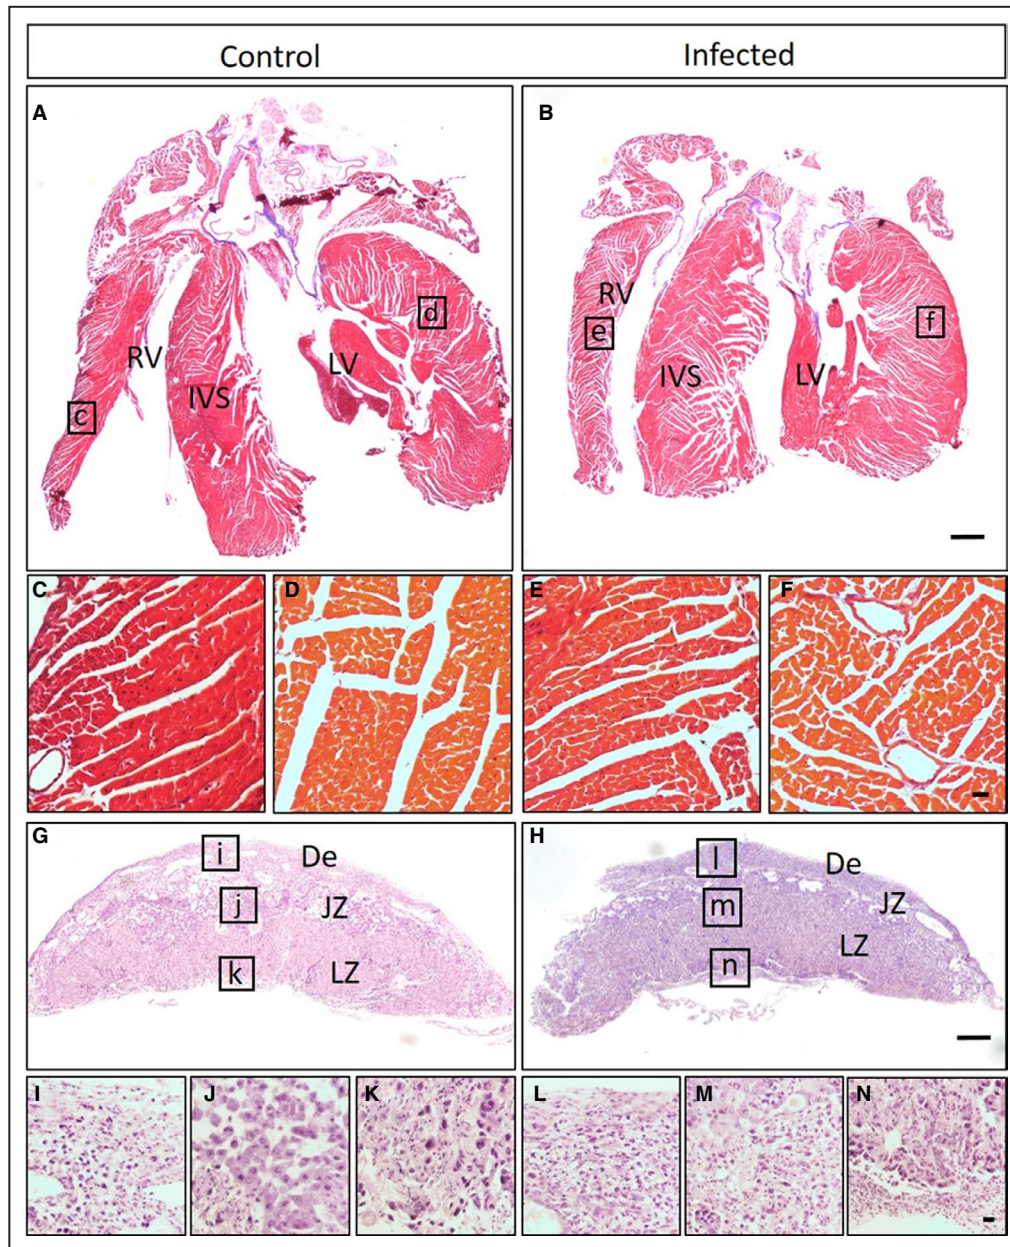 Control Infected
A B
d
RV
c
IVS
LV
RV
e
f
IVS
LV
C D E F
G H
i De
j JZ
k LZ
l De
m JZ
LZ
n
I J K L M N